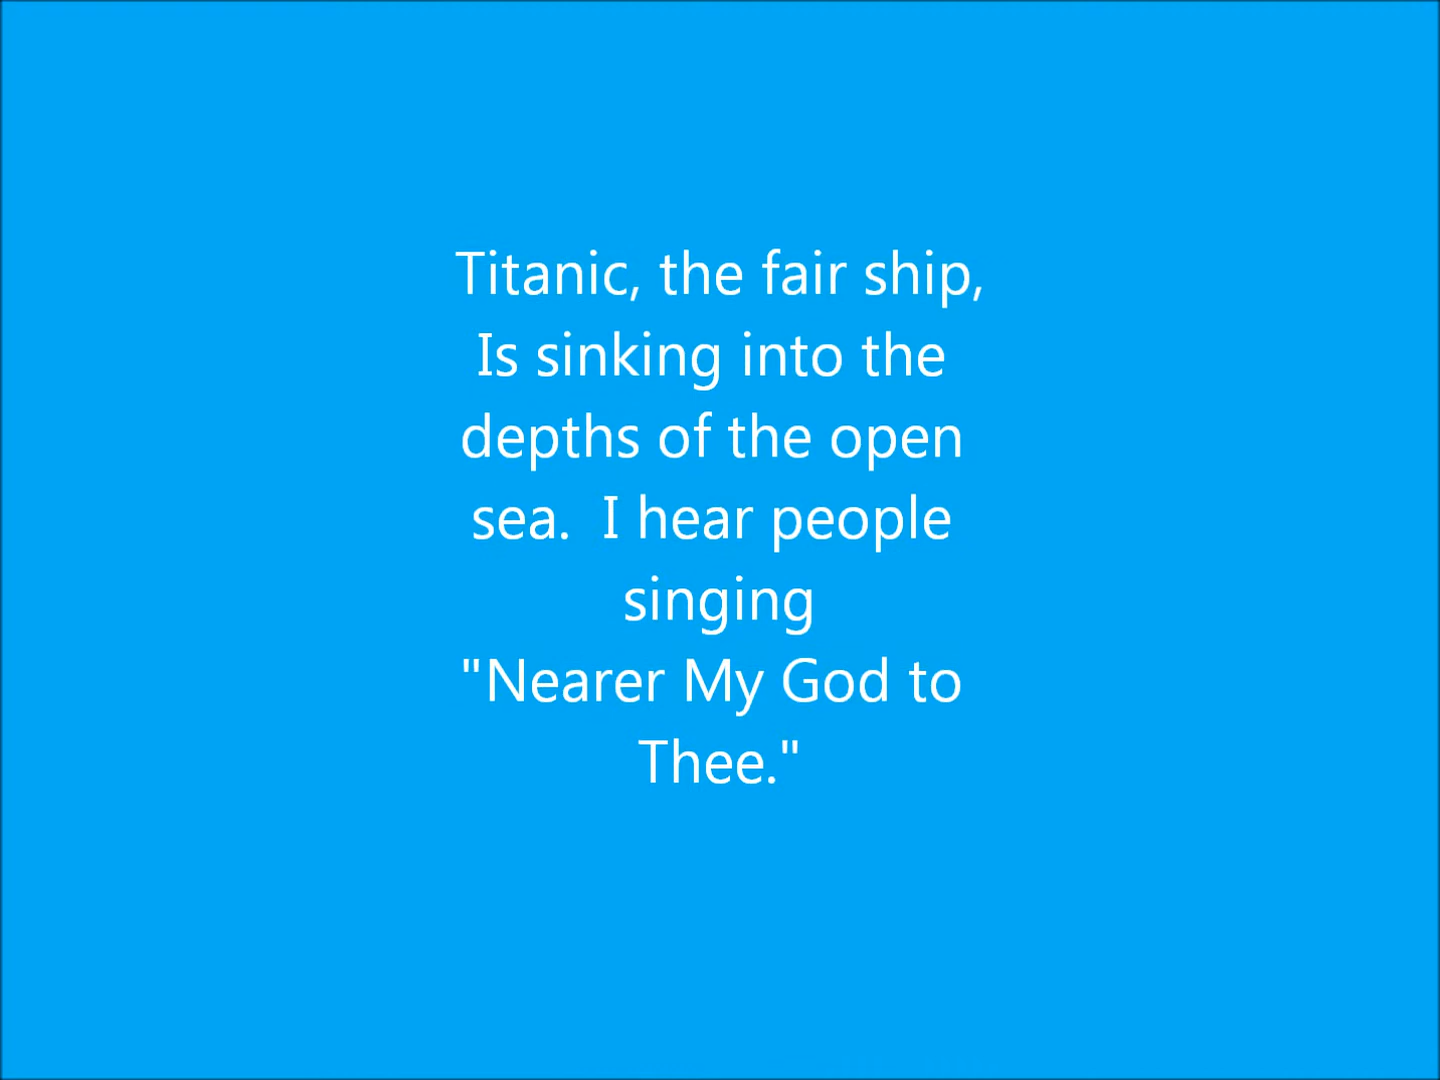 Titanic, the fair ship,
Is sinking into the
depths of the open
sea.  I hear people
singing
"Nearer My God to
Thee."